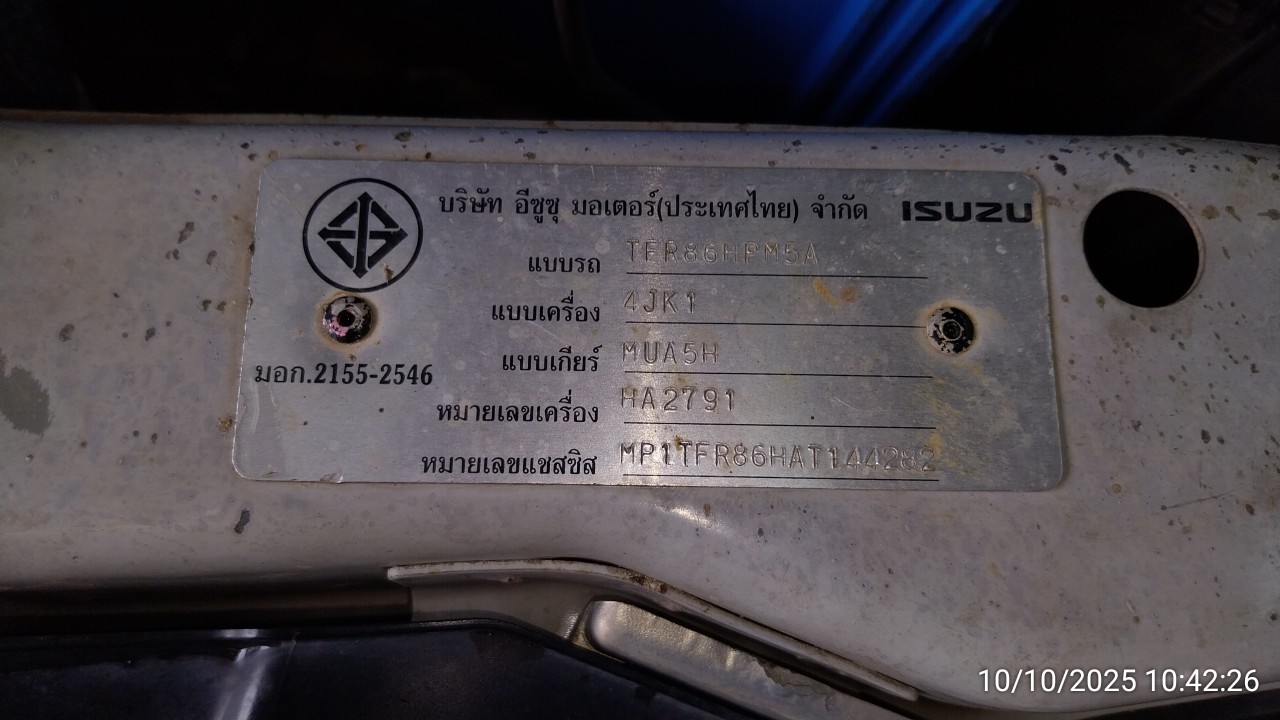 บริษัท อีซูซุ มอเตอร์(ประเทศไทย) จำกัด ISUZU
แบบรถ TFR86HPM5A
แบบเครื่อง 4JK1
แบบเกียร์ MUA5H
มอก.2155-2546
หมายเลขเครื่อง HA2791
หมายเลขแชสซิส MP1TFR86HAT144282
10/10/2025 10:42:26